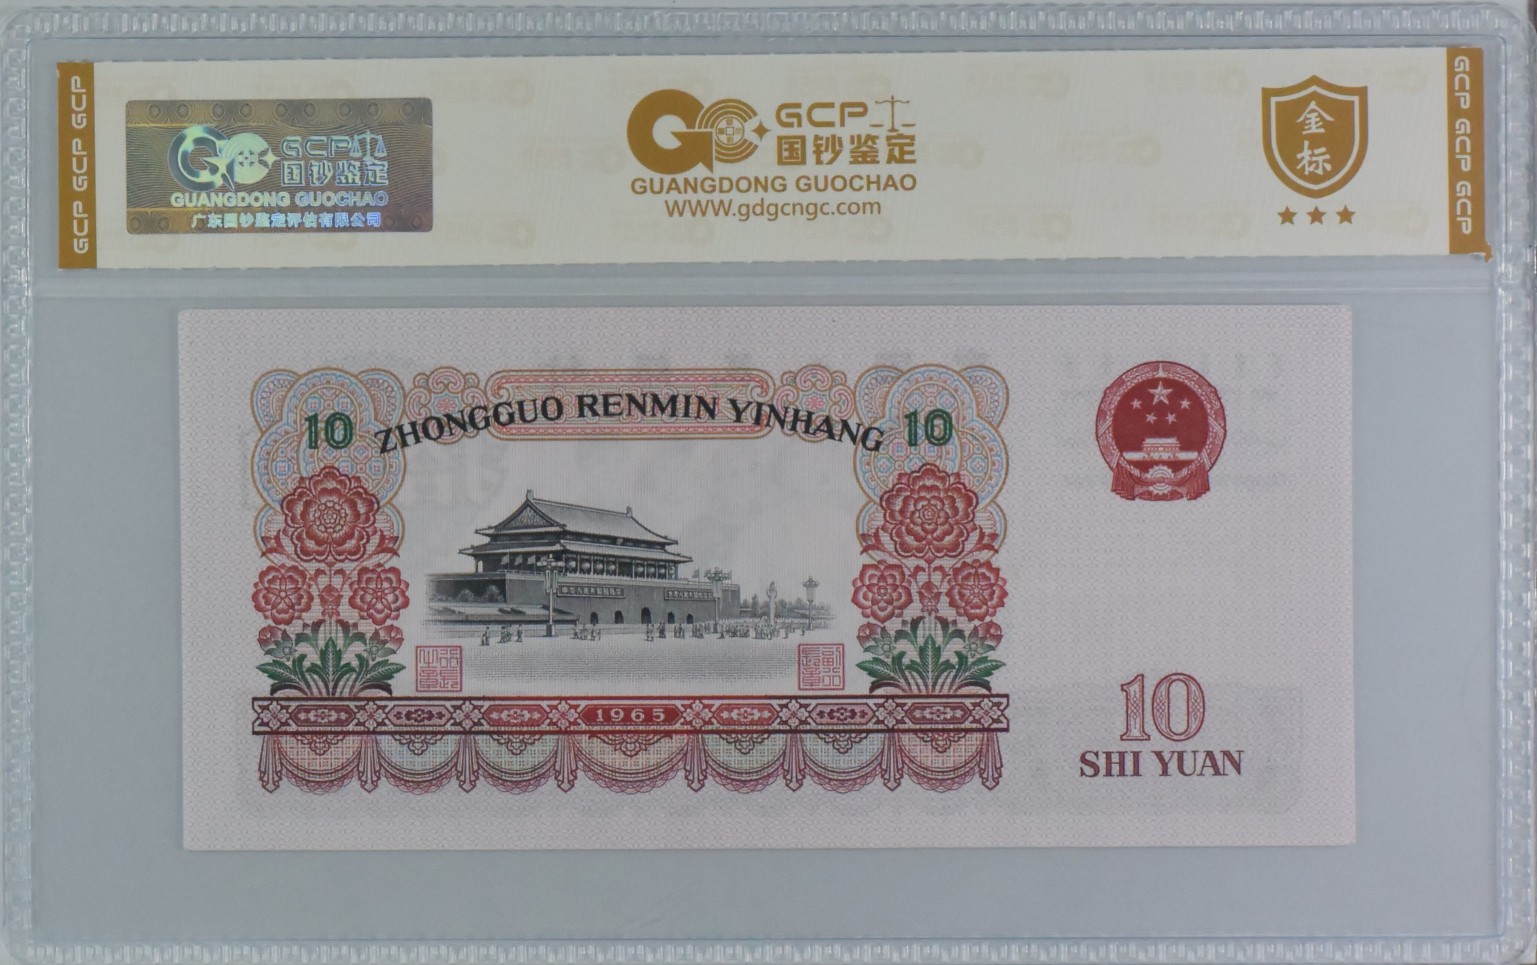 GCP GCP GCP
GCP
国钞鉴定
GUANGDONG GUOCHAO
广东国钞鉴定评估有限公司
GCP
国钞鉴定
GUANGDONG GUOCHAO
www.gdgcngc.com
金
标
GCP GCP GCP
10 ZHONGGUO RENMIN YINHANG 10
1965
10
SHI YUAN